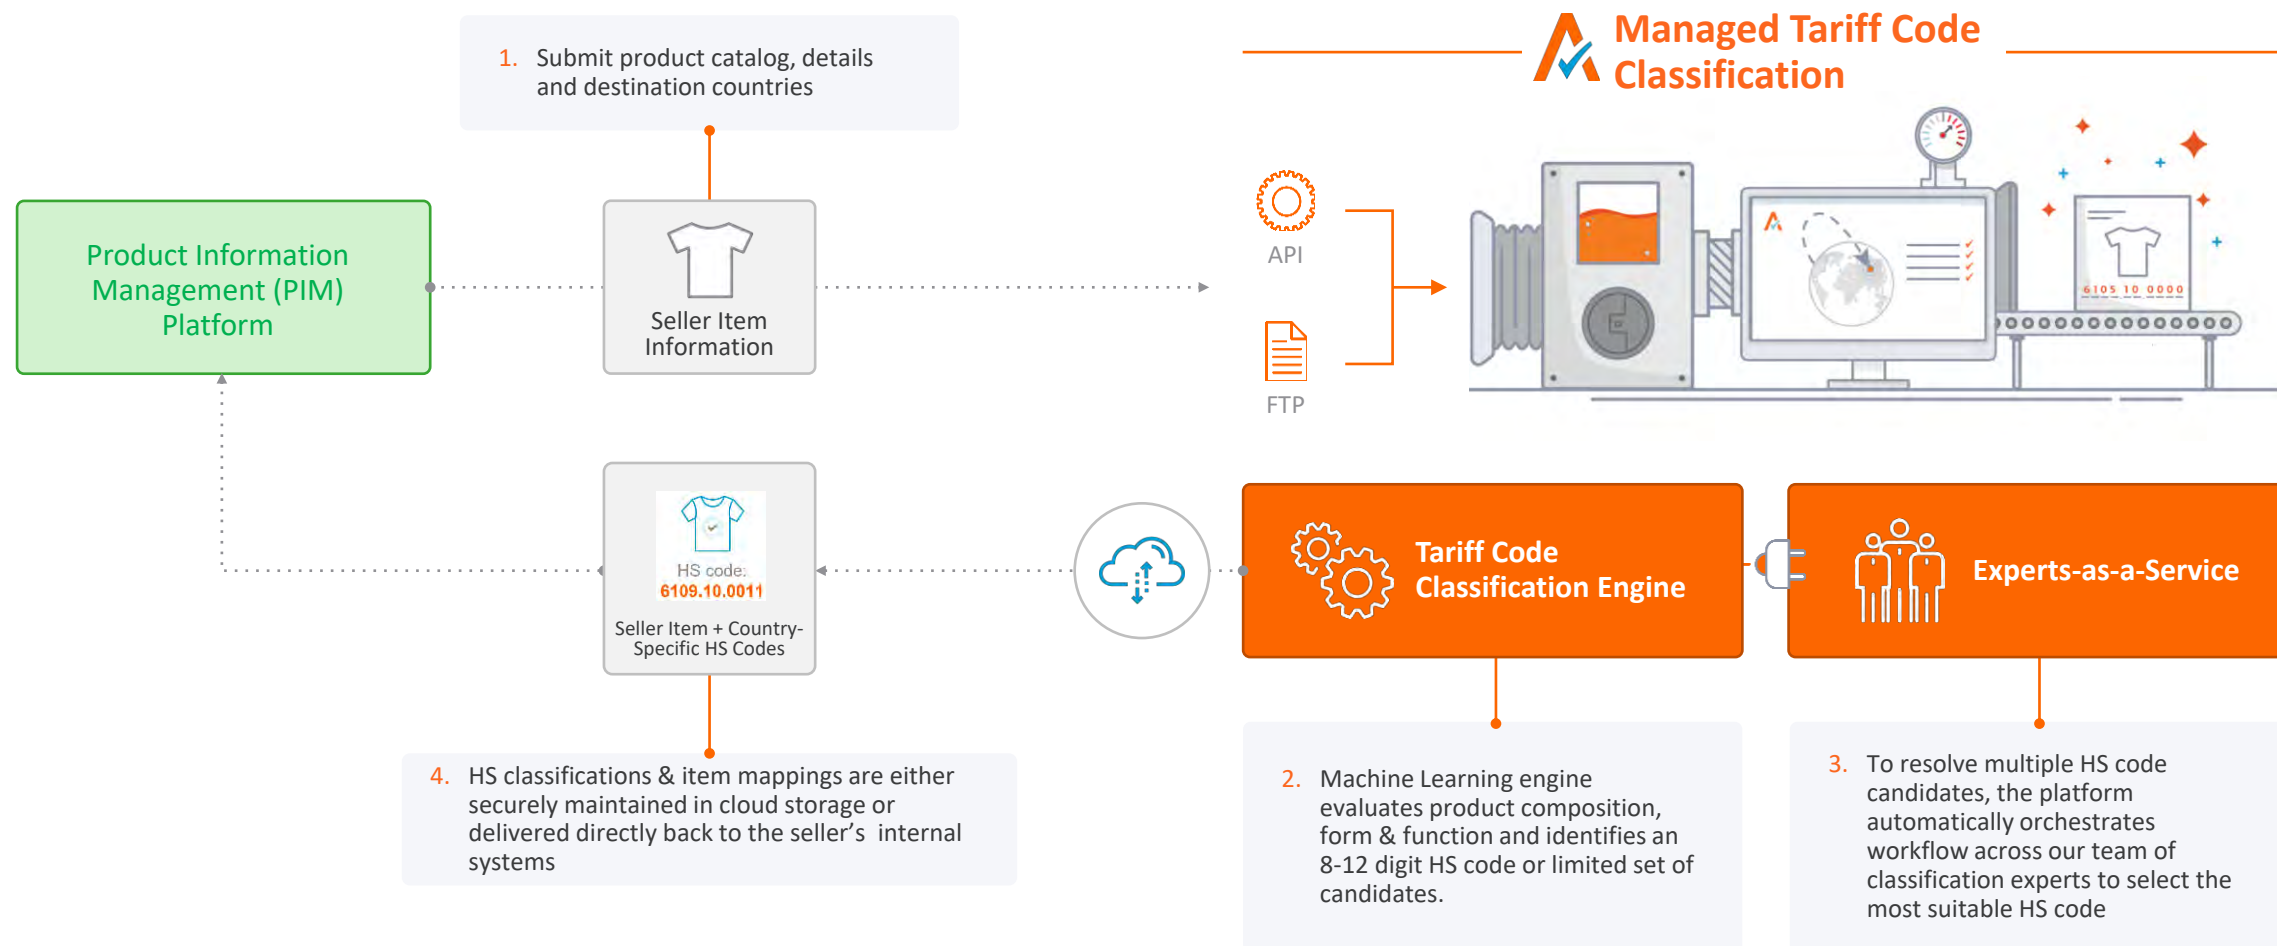 1. Submit product catalog, details
and destination countries
Managed Tariff Code
Classification
Product Information
Management (PIM)
Platform
Seller Item
Information
API
FTP
6105 10 0000
HS code:
6109.10.0011
Seller Item + Country-
Specific HS Codes
Tariff Code
Classification Engine
Experts-as-a-Service
4. HS classifications & item mappings are either
securely maintained in cloud storage or
delivered directly back to the seller’s internal
systems
2. Machine Learning engine
evaluates product composition,
form & function and identifies an
8-12 digit HS code or limited set of
candidates.
3. To resolve multiple HS code
candidates, the platform
automatically orchestrates
workflow across our team of
classification experts to select the
most suitable HS code